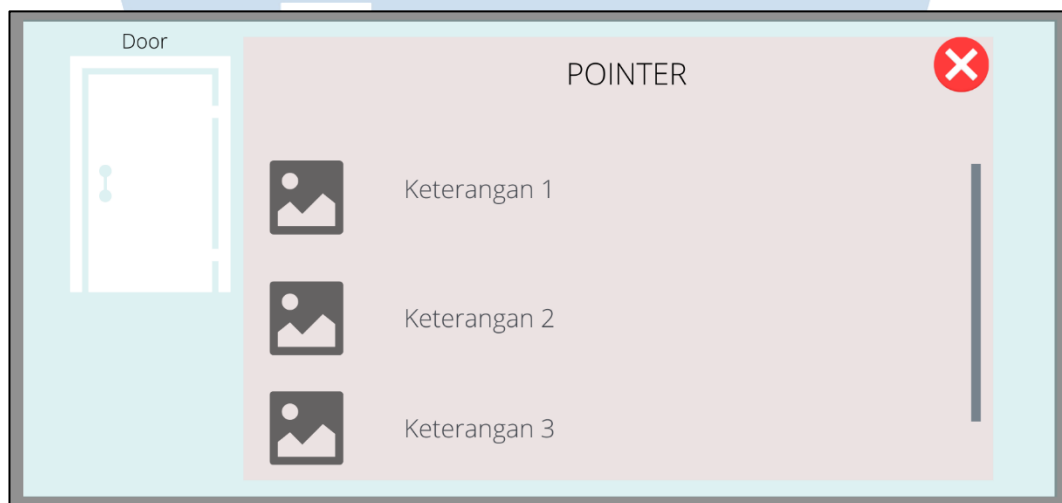 Door
POINTER
Keterangan 1
Keterangan 2
Keterangan 3